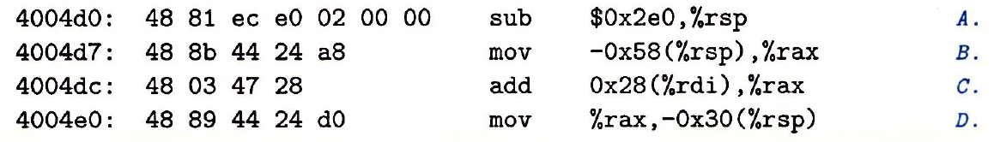 4004d0: 48 81 ec e0 02 00 00 sub $0x2e0,%rsp A.
4004d7: 48 8b 44 24 a8 mov -0x58(%rsp),%rax B.
4004dc: 48 03 47 28 add 0x28(%rdi),%rax C.
4004e0: 48 89 44 24 d0 mov %rax,-0x30(%rsp) D.